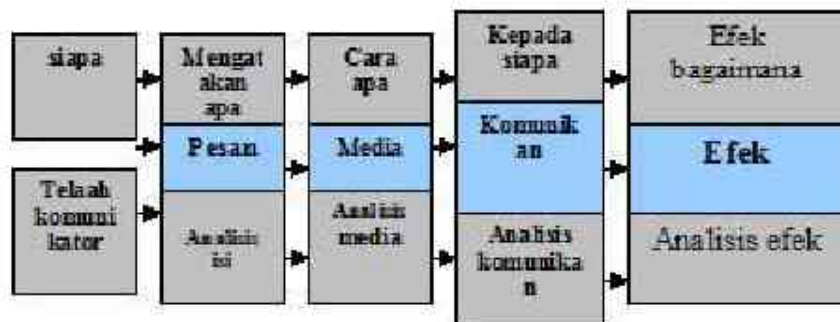 siapa
Telaah
komuni
kator
Mengat
akan
apa
Pesan
Analisis
isi
Cara
apa
Media
Analisis
media
Kepada
siapa
Komunik
an
Analisis
komunika
n
Efek
bagaimana
Efek
Analisis efek